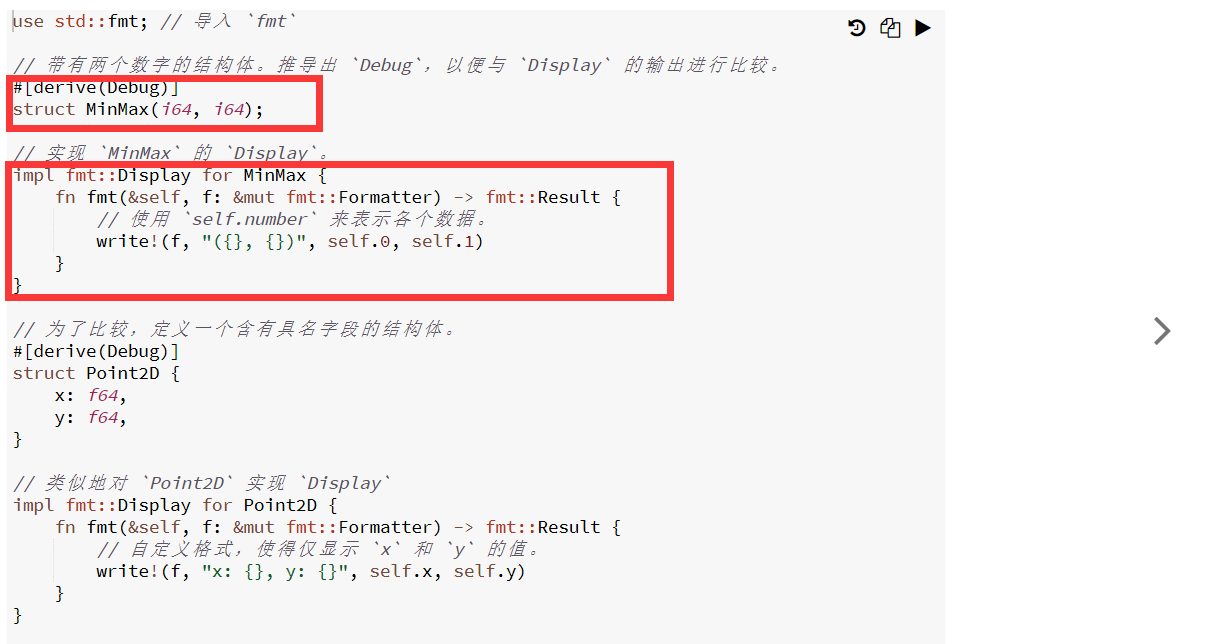 use std::fmt; // 导入 `fmt`
// 带有两个数字的结构体。推导出 `Debug`，以便与 `Display` 的输出进行比较。
#[derive(Debug)]
struct MinMax(i64, i64);
// 实现 `MinMax` 的 `Display`。
impl fmt::Display for MinMax {
    fn fmt(&self, f: &mut fmt::Formatter) -> fmt::Result {
        // 使用 `self.number` 来表示各个数据。
        write!(f, "({}, {})", self.0, self.1)
    }
}
// 为了比较，定义一个含有具名字段的结构体。
#[derive(Debug)]
struct Point2D {
    x: f64,
    y: f64,
}
// 类似地对 `Point2D` 实现 `Display`
impl fmt::Display for Point2D {
    fn fmt(&self, f: &mut fmt::Formatter) -> fmt::Result {
        // 自定义格式，使得仅显示 `x` 和 `y` 的值。
        write!(f, "x: {}, y: {}", self.x, self.y)
    }
}